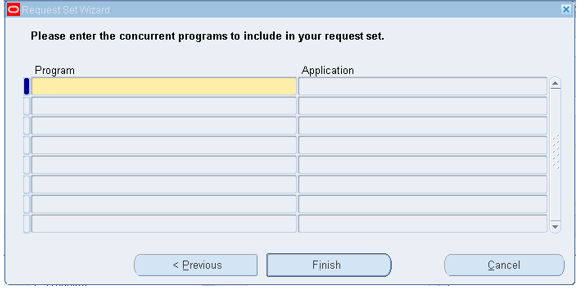 Request Set Wizard
Please enter the concurrent programs to include in your request set.
Program Application
< Previous Finish Cancel